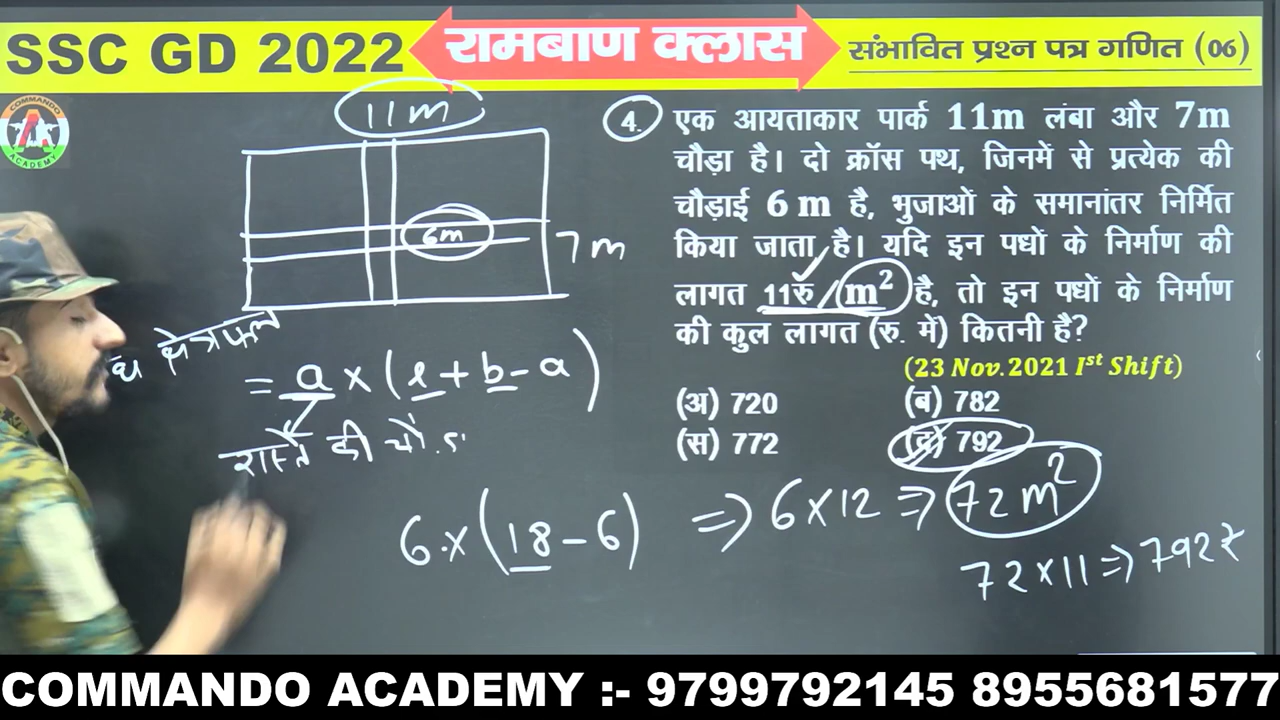 SSC GD 2022
रामबाण क्लास
संभावित प्रश्न पत्र गणित (06)
COMMANDO
ACADEMY
11m
6m
7m
4. एक आयताकार पार्क 11m लंबा और 7m
चौड़ा है। दो क्रॉस पथ, जिनमें से प्रत्येक की
चौड़ाई 6 m है, भुजाओं के समानांतर निर्मित
किया जाता है। यदि इन पथों के निर्माण की
लागत 11रु/m² है, तो इन पथों के निर्माण
की कुल लागत (रु. में) कितनी है?
(23 Nov.2021 Iˢᵗ Shift)
(अ) 720 (ब) 782
(स) 772 (द) 792
क्षेत्रफल
= a × (l + b - a)
रास्ते की चौ.
6 × (18 - 6) ⇒ 6 × 12 ⇒ 72 m²
72 × 11 ⇒ 792 ₹
COMMANDO ACADEMY :- 9799792145 8955681577